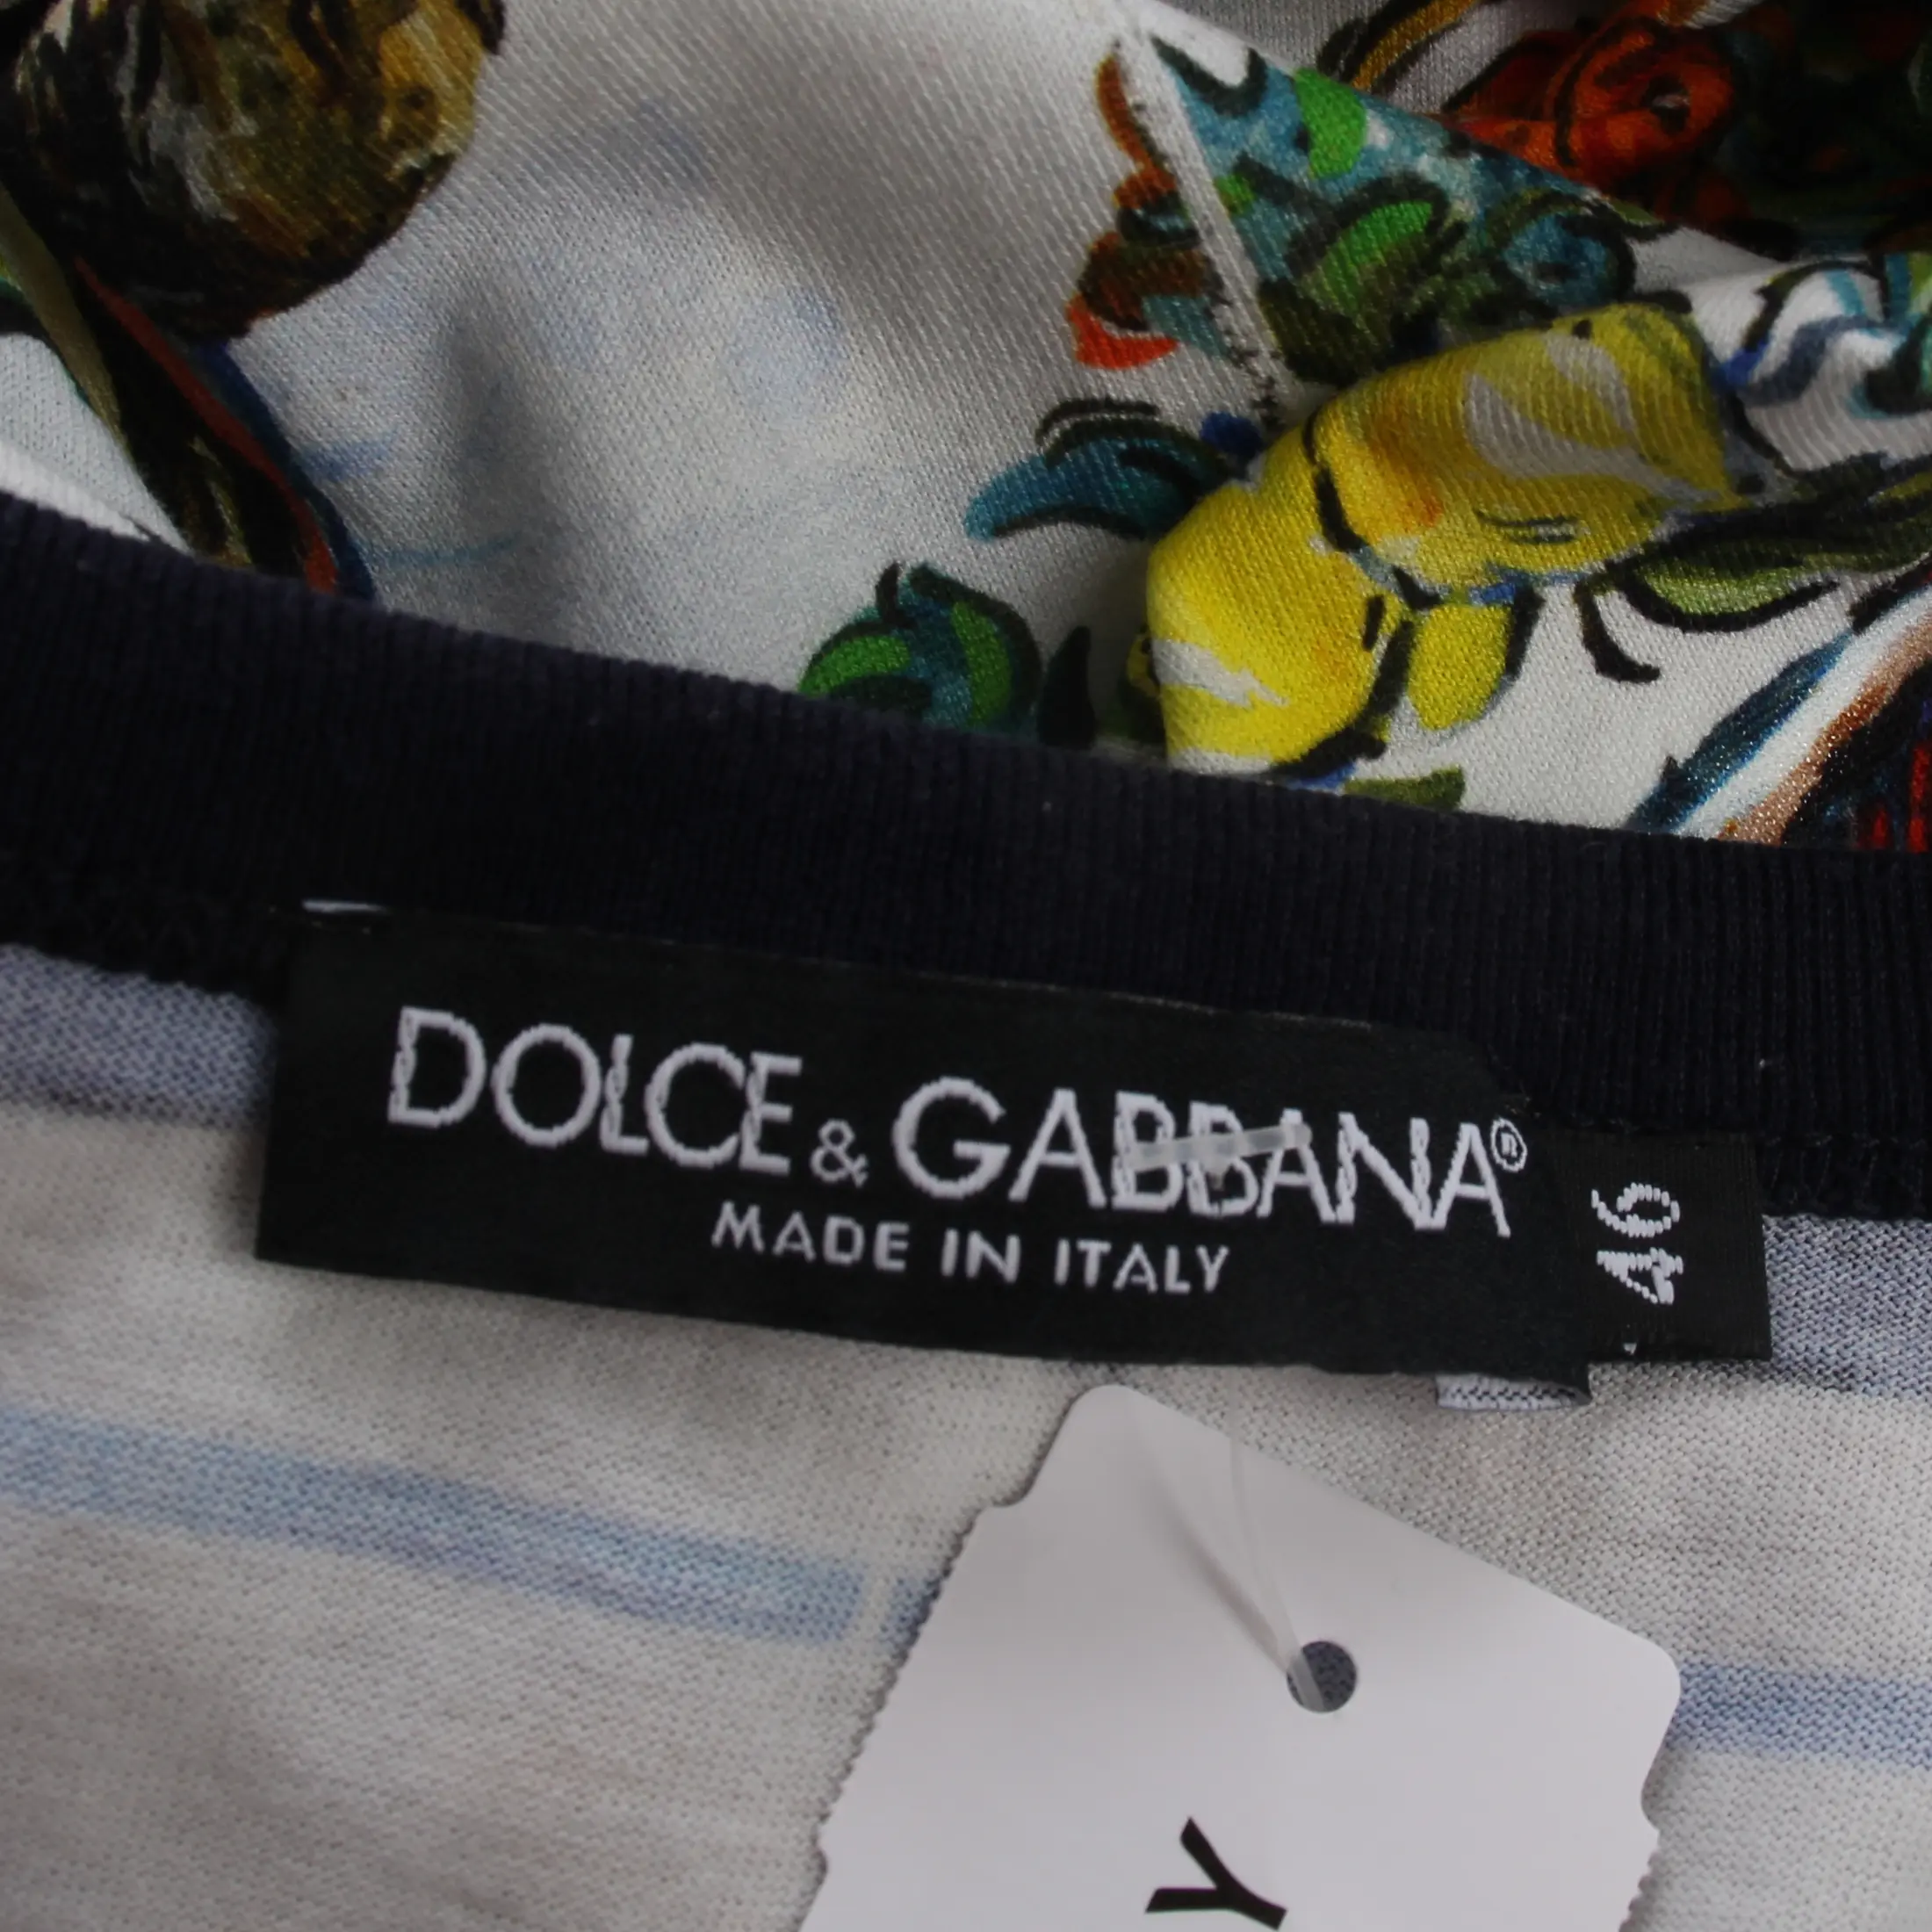 DOLCE & GABBANA®
MADE IN ITALY
46
Y